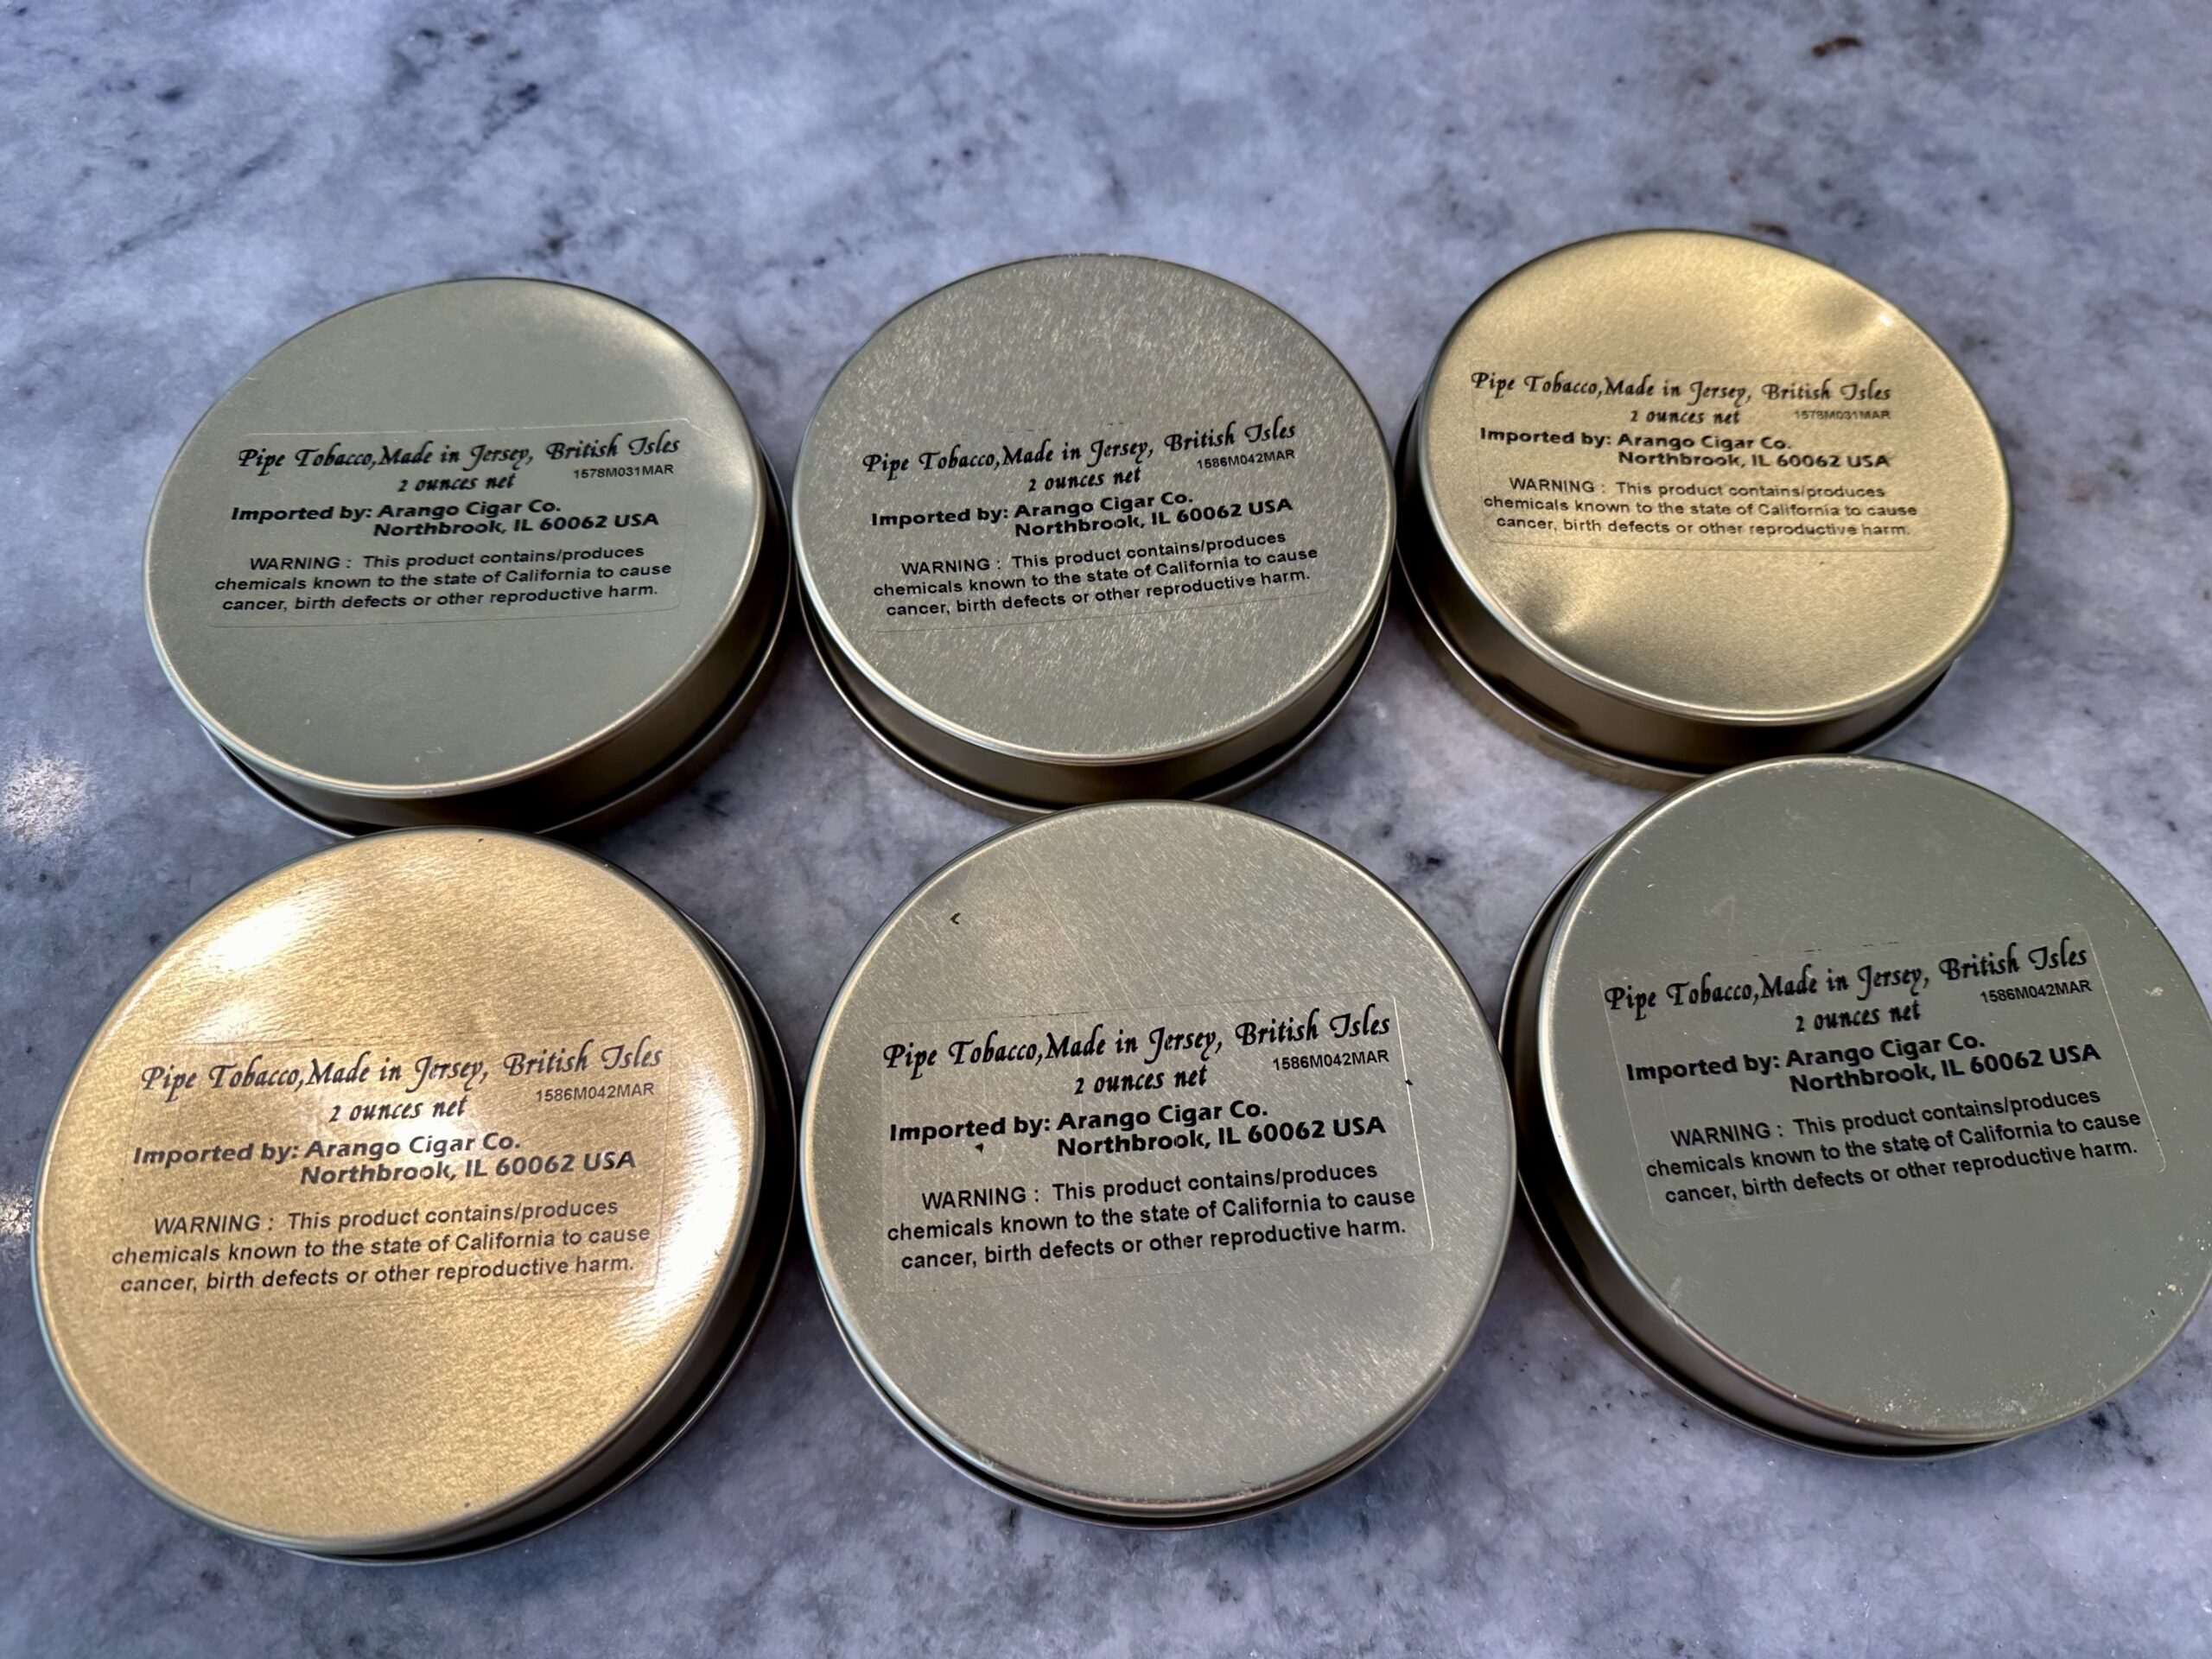 Pipe Tobacco,Made in Jersey, British Isles
2 ounces net 1578M031MAR
Imported by: Arango Cigar Co.
Northbrook, IL 60062 USA
WARNING : This product contains/produces
chemicals known to the state of California to cause
cancer, birth defects or other reproductive harm.
Pipe Tobacco,Made in Jersey, British Isles
2 ounces net 1586M042MAR
Imported by: Arango Cigar Co.
Northbrook, IL 60062 USA
WARNING : This product contains/produces
chemicals known to the state of California to cause
cancer, birth defects or other reproductive harm.
Pipe Tobacco,Made in Jersey, British Isles
2 ounces net 1578M031MAR
Imported by: Arango Cigar Co.
Northbrook, IL 60062 USA
WARNING : This product contains/produces
chemicals known to the state of California to cause
cancer, birth defects or other reproductive harm.
Pipe Tobacco,Made in Jersey, British Isles
2 ounces net 1586M042MAR
Imported by: Arango Cigar Co.
Northbrook, IL 60062 USA
WARNING : This product contains/produces
chemicals known to the state of California to cause
cancer, birth defects or other reproductive harm.
Pipe Tobacco,Made in Jersey, British Isles
2 ounces net 1586M042MAR
Imported by: Arango Cigar Co.
Northbrook, IL 60062 USA
WARNING : This product contains/produces
chemicals known to the state of California to cause
cancer, birth defects or other reproductive harm.
Pipe Tobacco,Made in Jersey, British Isles
2 ounces net 1586M042MAR
Imported by: Arango Cigar Co.
Northbrook, IL 60062 USA
WARNING : This product contains/produces
chemicals known to the state of California to cause
cancer, birth defects or other reproductive harm.